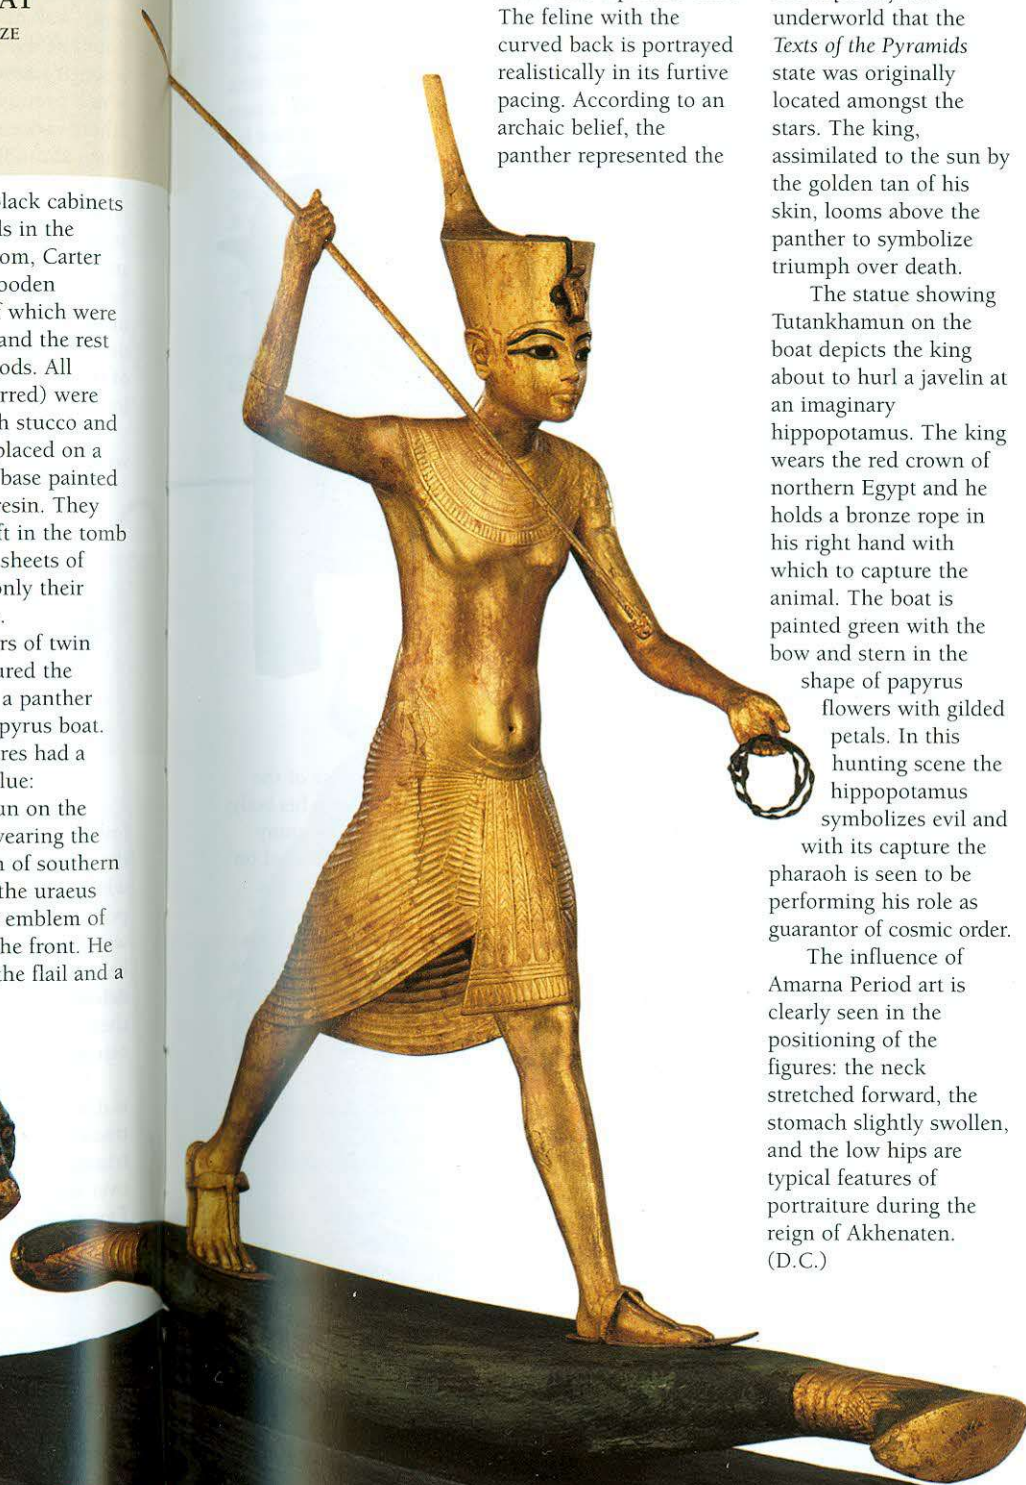 ZE
lack cabinets
ls in the
om, Carter
ooden
which were
and the rest
ods. All
rred) were
h stucco and
placed on a
base painted
resin. They
ft in the tomb
sheets of
only their
rs of twin
ured the
a panther
pyrus boat.
res had a
lue:
un on the
wearing the
n of southern
the uraeus
emblem of
he front. He
the flail and a
The feline with the
curved back is portrayed
realistically in its furtive
pacing. According to an
archaic belief, the
panther represented the
underworld that the
Texts of the Pyramids
state was originally
located amongst the
stars. The king,
assimilated to the sun by
the golden tan of his
skin, looms above the
panther to symbolize
triumph over death.
The statue showing
Tutankhamun on the
boat depicts the king
about to hurl a javelin at
an imaginary
hippopotamus. The king
wears the red crown of
northern Egypt and he
holds a bronze rope in
his right hand with
which to capture the
animal. The boat is
painted green with the
bow and stern in the
shape of papyrus
flowers with gilded
petals. In this
hunting scene the
hippopotamus
symbolizes evil and
with its capture the
pharaoh is seen to be
performing his role as
guarantor of cosmic order.
The influence of
Amarna Period art is
clearly seen in the
positioning of the
figures: the neck
stretched forward, the
stomach slightly swollen,
and the low hips are
typical features of
portraiture during the
reign of Akhenaten.
(D.C.)